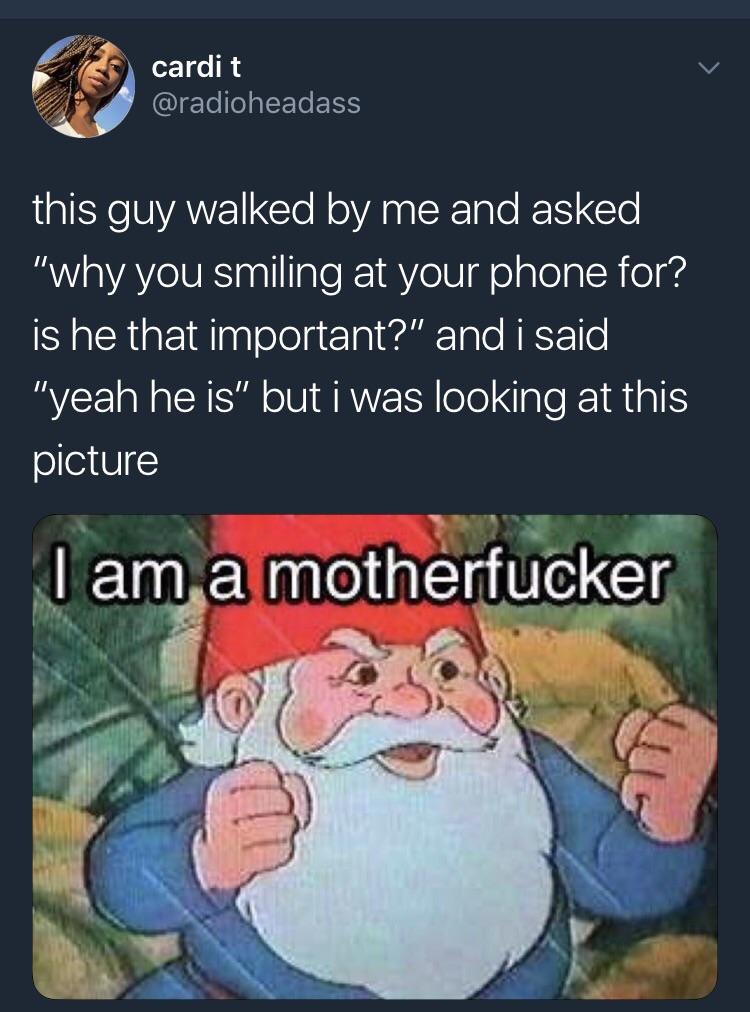 cardi t
@radioheadass
this guy walked by me and asked
"why you smiling at your phone for?
is he that important?" and i said
"yeah he is" but i was looking at this
picture
I am a motherfucker